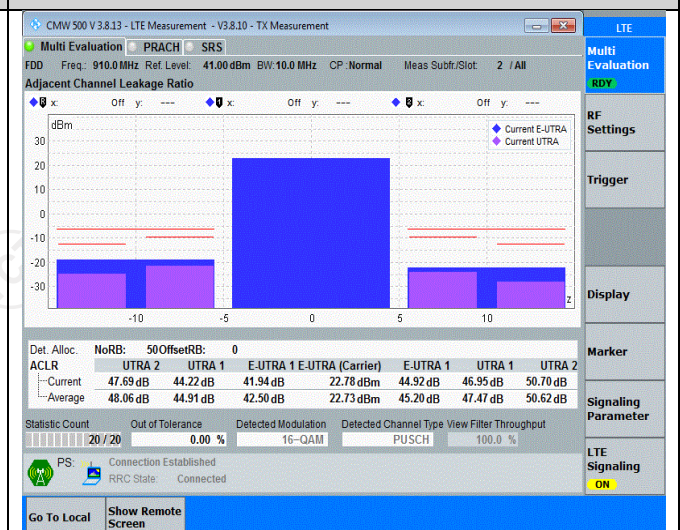 CMW 500 V 3.8.13 - LTE Measurement - V3.8.10 - TX Measurement
LTE
Multi Evaluation PRACH SRS
FDD Freq.: 910.0 MHz Ref. Level: 41.00 dBm BW: 10.0 MHz CP: Normal Meas Subfr./Slot: 2 / All
Adjacent Channel Leakage Ratio
x: Off y: --- x: Off y: --- x: Off y: ---
dBm
Current E-UTRA
Current UTRA
30
20
10
0
-10
-20
-30
z
-10 -5 0 5 10
Det. Alloc. NoRB: 50 OffsetRB: 0
ACLR UTRA 2 UTRA 1 E-UTRA 1 E-UTRA (Carrier) E-UTRA 1 UTRA 1 UTRA 2
Current 47.69 dB 44.22 dB 41.94 dB 22.78 dBm 44.92 dB 46.95 dB 50.70 dB
Average 48.06 dB 44.91 dB 42.50 dB 22.73 dBm 45.20 dB 47.47 dB 50.62 dB
Statistic Count Out of Tolerance Detected Modulation Detected Channel Type View Filter Throughput
20 / 20 0.00 % 16-QAM PUSCH 100.0 %
PS: Connection Established
RRC State: Connected
Go To Local
Show Remote
Screen
Multi
Evaluation
RDY
RF
Settings
Trigger
Display
Marker
Signaling
Parameter
LTE
Signaling
ON